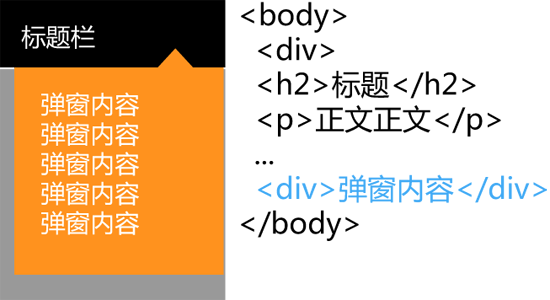 标题栏
弹窗内容
弹窗内容
弹窗内容
弹窗内容
弹窗内容
<body>
<div>
<h2>标题</h2>
<p>正文正文</p>
...
<div>弹窗内容</div>
</body>